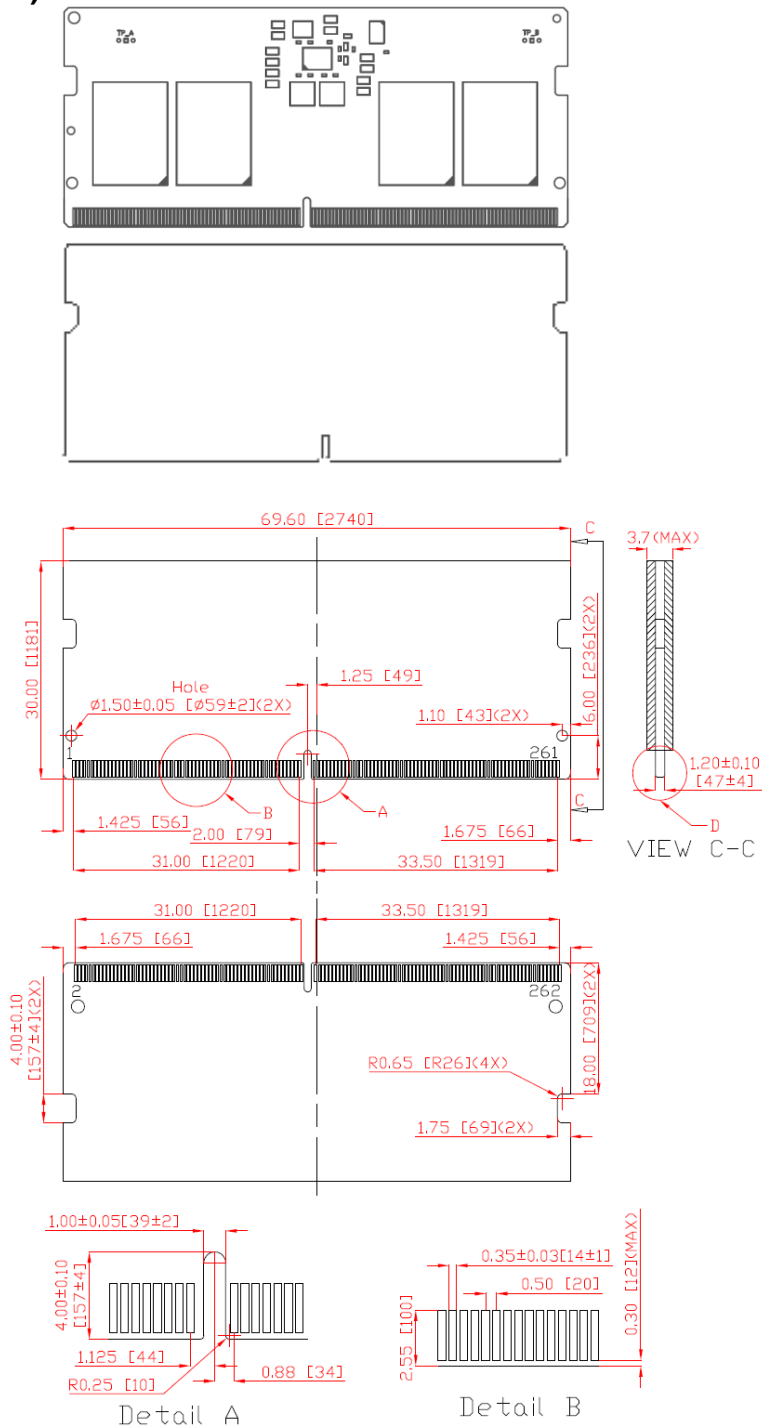 TP_A
TP_B
69.60 [2740]
C
3.7(MAX)
30.00 [1181]
1.25 [49]
6.00 [236](2X)
Hole
Ø1.50±0.05 [Ø59±2](2X)
1.10 [43](2X)
1
261
1.20±0.10
[47±4]
B
A
C
D
1.425 [56]
2.00 [79]
1.675 [66]
31.00 [1220]
33.50 [1319]
VIEW C-C
31.00 [1220]
33.50 [1319]
1.675 [66]
1.425 [56]
2
262
4.00±0.10
[157±4](2X)
18.00 [709](2X)
R0.65 [R26](4X)
1.75 [69](2X)
1.00±0.05[39±2]
4.00±0.10
[157±4]
1.125 [44]
0.88 [34]
R0.25 [10]
Detail A
0.35±0.03[14±1]
0.50 [20]
0.30 [12](MAX)
2.55 [100]
Detail B